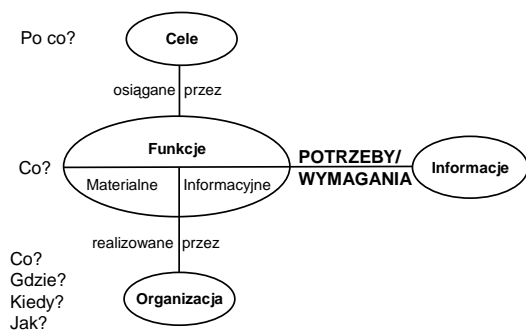 Po co?
Cele
osiągane przez
Funkcje
Co?
Materialne
Informacyjne
POTRZEBY/
WYMAGANIA
Informacje
realizowane przez
Co?
Gdzie?
Kiedy?
Jak?
Organizacja